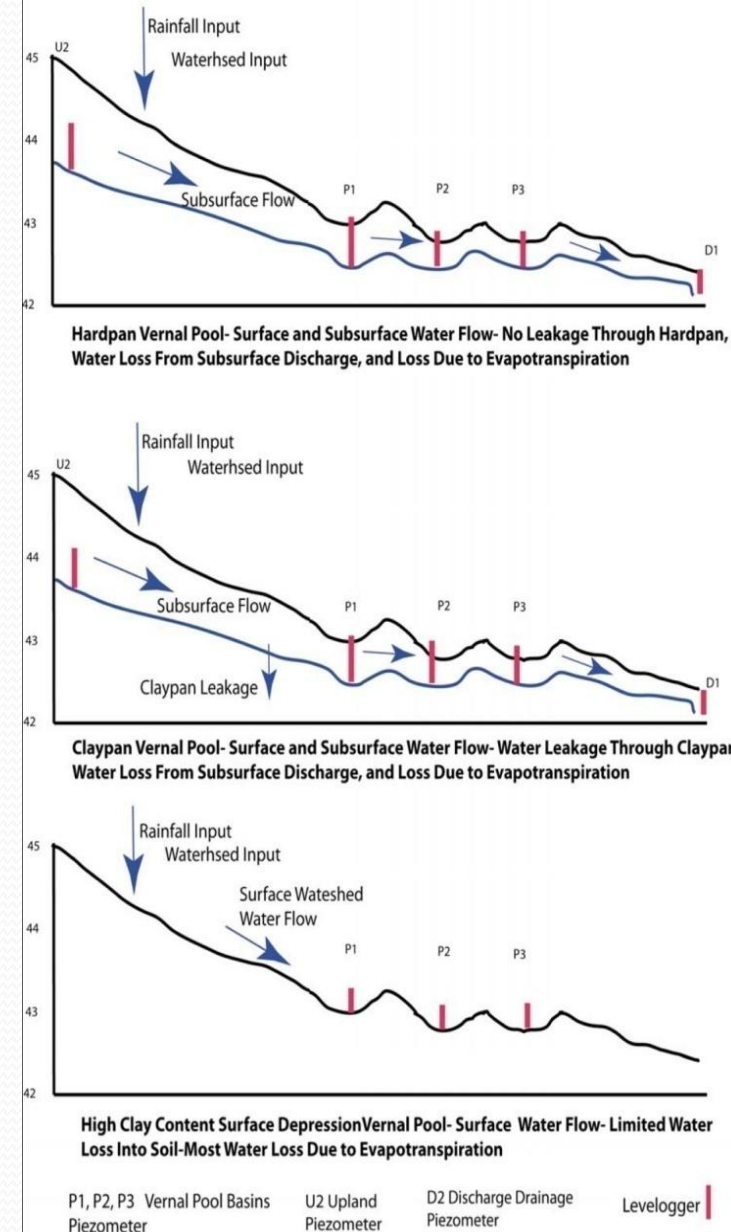 Rainfall Input
45 U2
Waterhsed Input
44
Subsurface Flow
P1 P2 P3
43
D1
42
Hardpan Vernal Pool- Surface and Subsurface Water Flow- No Leakage Through Hardpan,
Water Loss From Subsurface Discharge, and Loss Due to Evapotranspiration
Rainfall Input
45 U2
Waterhsed Input
44
Subsurface Flow
P1 P2 P3
43
Claypan Leakage
D1
42
Claypan Vernal Pool- Surface and Subsurface Water Flow- Water Leakage Through Claypan
Water Loss From Subsurface Discharge, and Loss Due to Evapotranspiration
Rainfall Input
45
Waterhsed Input
Surface Wateshed
Water Flow
44
P1 P2 P3
43
42
High Clay Content Surface DepressionVernal Pool- Surface Water Flow- Limited Water
Loss Into Soil-Most Water Loss Due to Evapotranspiration
P1, P2, P3 Vernal Pool Basins
Piezometer
U2 Upland
Piezometer
D2 Discharge Drainage
Piezometer
Levelogger